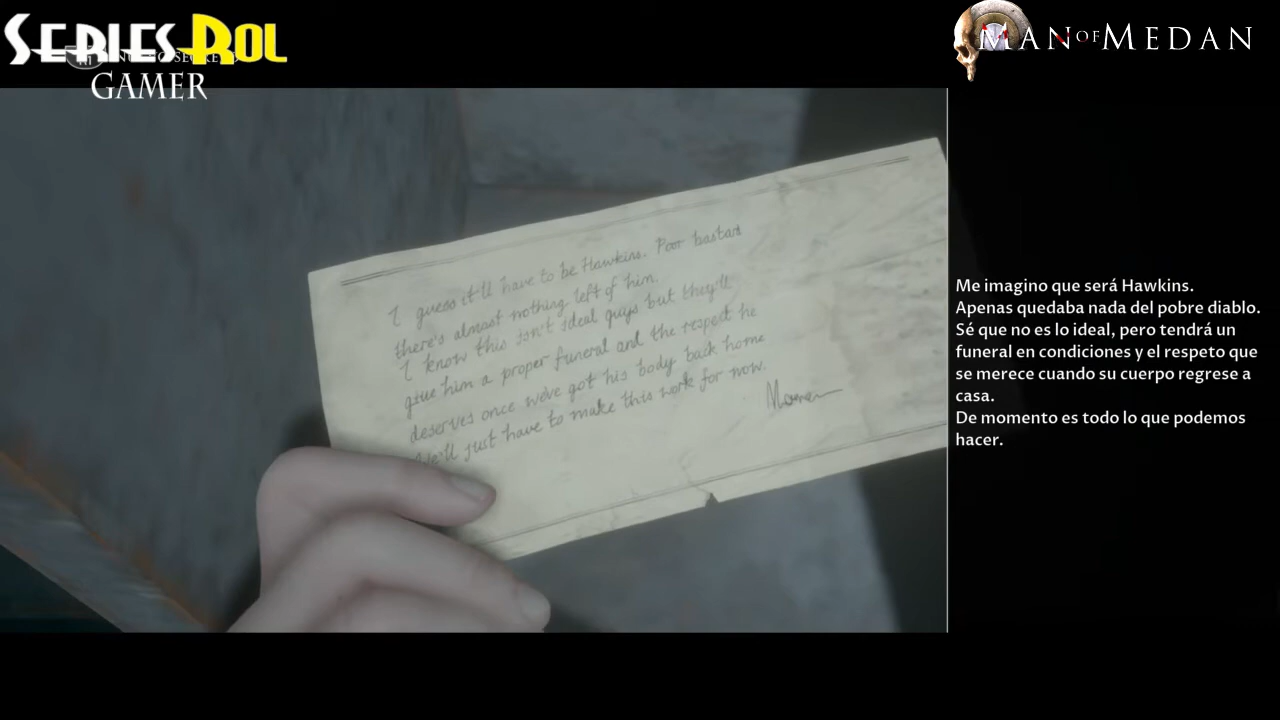 SERIES ROL
GAMER
MAN OF MEDAN
I guess it'll have to be Hawkins. Poor bastard
there's almost nothing left of him.
I know this isn't ideal guys but they'll
give him a proper funeral and the respect he
deserves once we've got his body back home
We'll just have to make this work for now.
Me imagino que será Hawkins.
Apenas quedaba nada del pobre diablo.
Sé que no es lo ideal, pero tendrá un
funeral en condiciones y el respeto que
se merece cuando su cuerpo regrese a
casa.
De momento es todo lo que podemos
hacer.